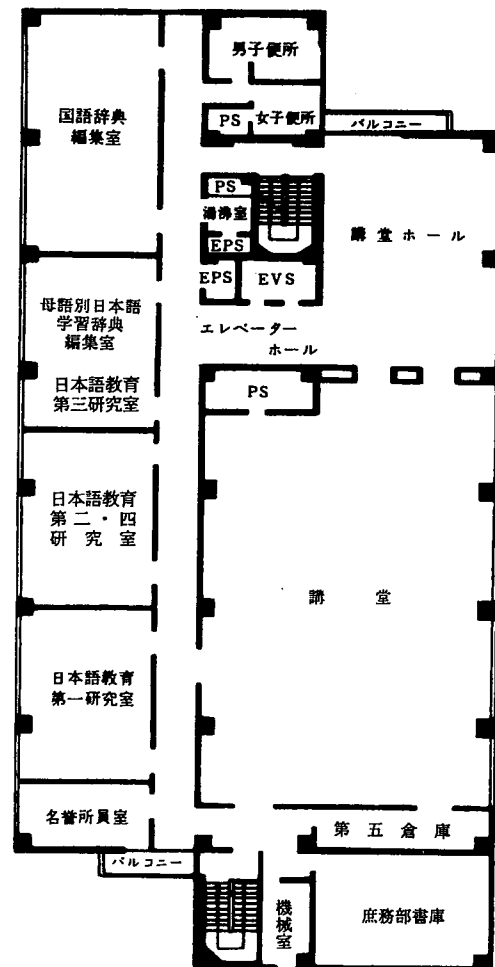 男子便所
国語辞典
編集室
PS
女子便所
バルコニー
PS
湯沸室
講堂ホール
EPS
EPS
EVS
母語別日本語
学習辞典
編集室
エレベーター
ホール
日本語教育
第三研究室
PS
日本語教育
第二・四
研究室
講堂
日本語教育
第一研究室
名誉所員室
第五倉庫
バルコニー
機械室
庶務部書庫